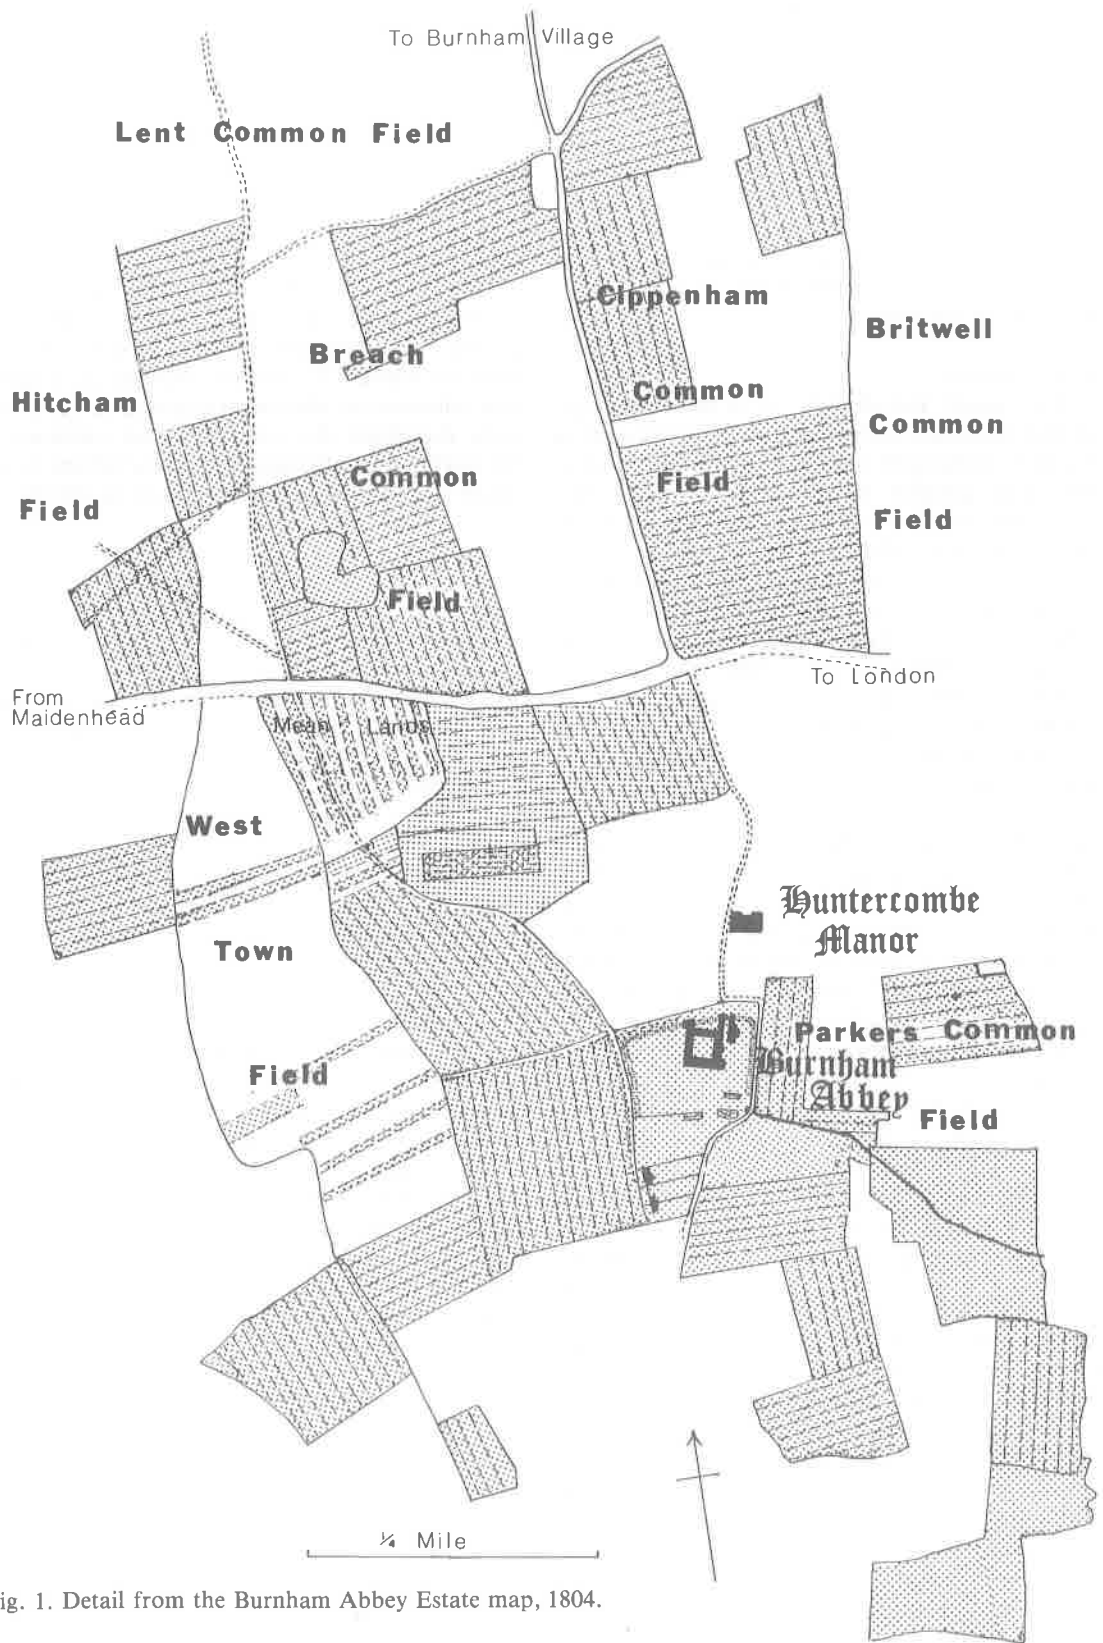 To Burnham Village
Lent Common Field
Cippenham
Common
Field
Britwell
Common
Field
Breach
Common
Field
Hitcham
Field
From
Maidenhead
To London
Mean Lands
West
Town
Field
Huntercombe
Manor
Parkers Common
Field
Burnham
Abbey
¼ Mile
ig. 1. Detail from the Burnham Abbey Estate map, 1804.